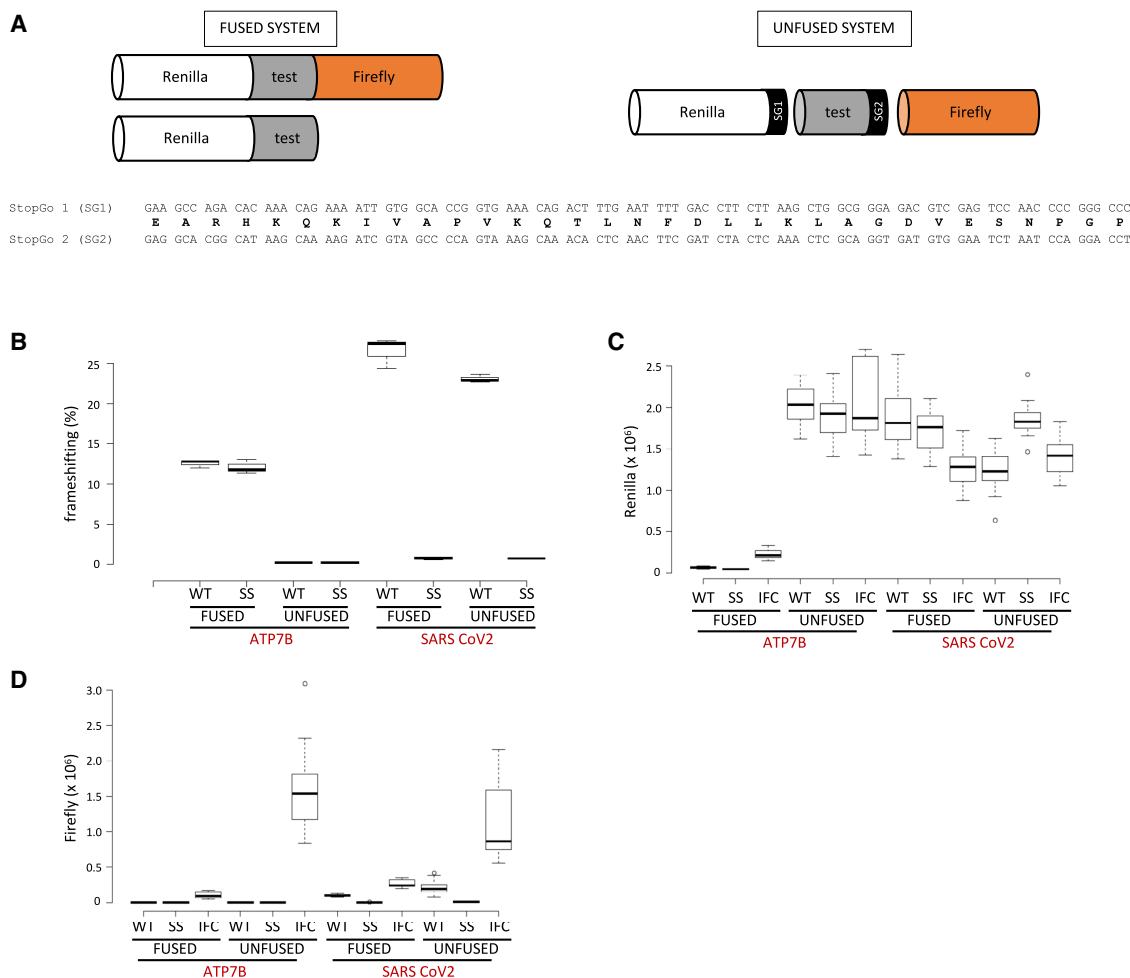 A
FUSED SYSTEM
UNFUSED SYSTEM
Renilla test Firefly
Renilla test
Renilla SG1 test SG2 Firefly
StopGo 1 (SG1) GAA GCC AGA CAC AAA CAG AAA ATT GTG GCA CCG GTG AAA CAG ACT TTG AAT TTT GAC CTT CTT AAG CTG GCG GGA GAC GTC GAG TCC AAC CCC GGG CCC
E A R H K Q K I V A P V K Q T L N F D L L K L A G D V E S N P G P
StopGo 2 (SG2) GAG GCA CGG CAT AAG CAA AAG ATC GTA GCC CCA GTA AAG CAA ACA CTC AAC TTC GAT CTA CTC AAA CTC GCA GGT GAT GTG GAA TCT AAT CCA GGA CCT
B
frameshifting (%)
25
20
15
10
5
0
WT SS WT SS WT SS WT SS
FUSED UNFUSED FUSED UNFUSED
ATP7B SARS CoV2
C
Renilla (x 10⁶)
2.5
2.0
1.5
1.0
0.5
0
WT SS IFC WT SS IFC WT SS IFC WT SS IFC
FUSED UNFUSED FUSED UNFUSED
ATP7B SARS CoV2
D
Firefly (x 10⁶)
3.0
2.5
2.0
1.5
1.0
0.5
0
WT SS IFC WT SS IFC WT SS IFC WT SS IFC
FUSED UNFUSED FUSED UNFUSED
ATP7B SARS CoV2